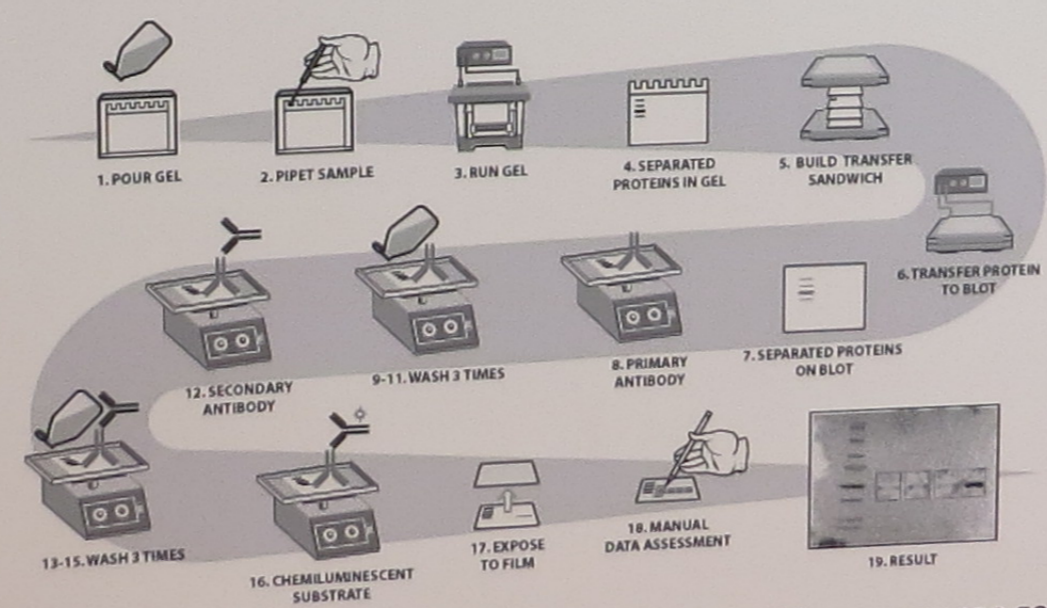 1. POUR GEL
2. PIPET SAMPLE
3. RUN GEL
4. SEPARATED
PROTEINS IN GEL
5. BUILD TRANSFER
SANDWICH
6. TRANSFER PROTEIN
TO BLOT
7. SEPARATED PROTEINS
ON BLOT
8. PRIMARY
ANTIBODY
9-11. WASH 3 TIMES
12. SECONDARY
ANTIBODY
13-15. WASH 3 TIMES
16. CHEMILUMINESCENT
SUBSTRATE
17. EXPOSE
TO FILM
18. MANUAL
DATA ASSESSMENT
19. RESULT